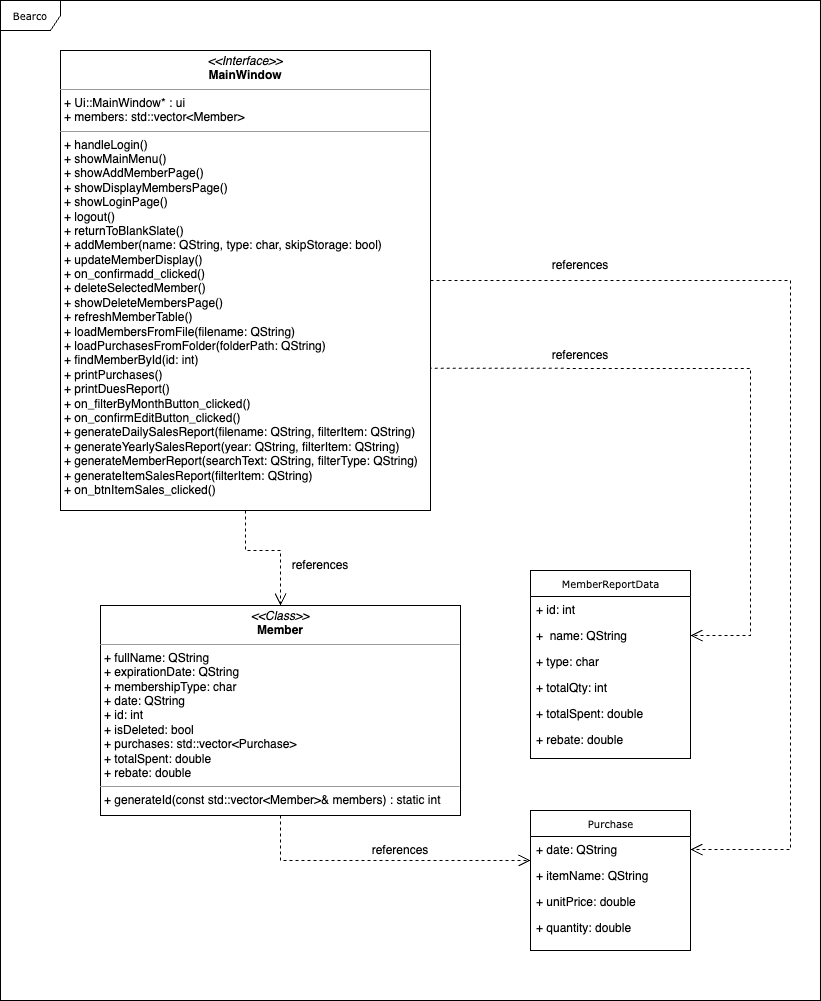 Bearco
<<Interface>>
MainWindow
+ Ui::MainWindow* : ui
+ members: std::vector<Member>
+ handleLogin()
+ showMainMenu()
+ showAddMemberPage()
+ showDisplayMembersPage()
+ showLoginPage()
+ logout()
+ returnToBlankSlate()
+ addMember(name: QString, type: char, skipStorage: bool)
+ updateMemberDisplay()
+ on_confirmadd_clicked()
+ deleteSelectedMember()
+ showDeleteMembersPage()
+ refreshMemberTable()
+ loadMembersFromFile(filename: QString)
+ loadPurchasesFromFolder(folderPath: QString)
+ findMemberById(id: int)
+ printPurchases()
+ printDuesReport()
+ on_filterByMonthButton_clicked()
+ on_confirmEditButton_clicked()
+ generateDailySalesReport(filename: QString, filterItem: QString)
+ generateYearlySalesReport(year: QString, filterItem: QString)
+ generateMemberReport(searchText: QString, filterType: QString)
+ generateItemSalesReport(filterItem: QString)
+ on_btnItemSales_clicked()
references
references
references
<<Class>>
Member
+ fullName: QString
+ expirationDate: QString
+ membershipType: char
+ date: QString
+ id: int
+ isDeleted: bool
+ purchases: std::vector<Purchase>
+ totalSpent: double
+ rebate: double
+ generateId(const std::vector<Member>& members) : static int
MemberReportData
+ id: int
+ name: QString
+ type: char
+ totalQty: int
+ totalSpent: double
+ rebate: double
references
Purchase
+ date: QString
+ itemName: QString
+ unitPrice: double
+ quantity: double